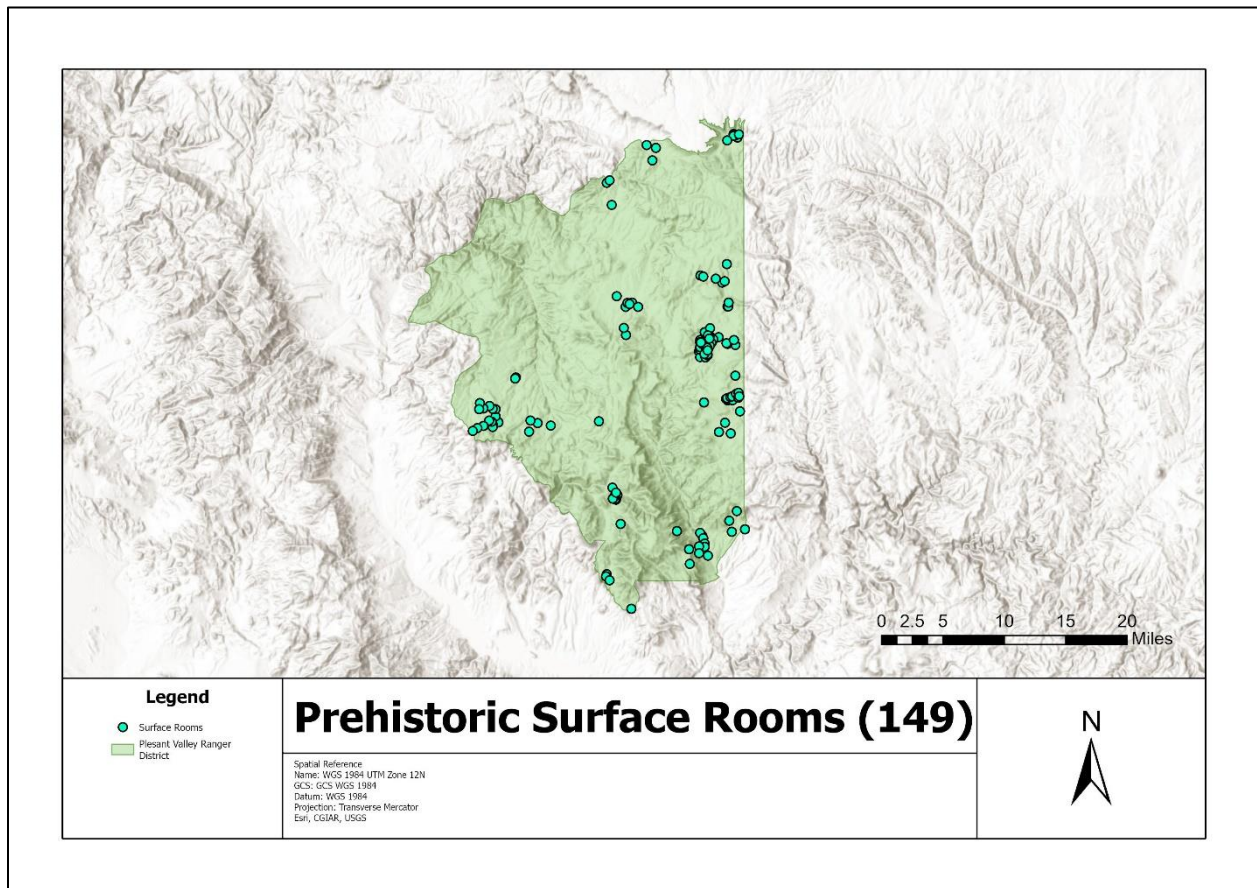 0 2.5 5 10 15 20
Miles
Legend
Surface Rooms
Plesant Valley Ranger
District
Prehistoric Surface Rooms (149)
Spatial Reference
Name: WGS 1984 UTM Zone 12N
GCS: GCS WGS 1984
Datum: WGS 1984
Projection: Transverse Mercator
Esri, CGIAR, USGS
N